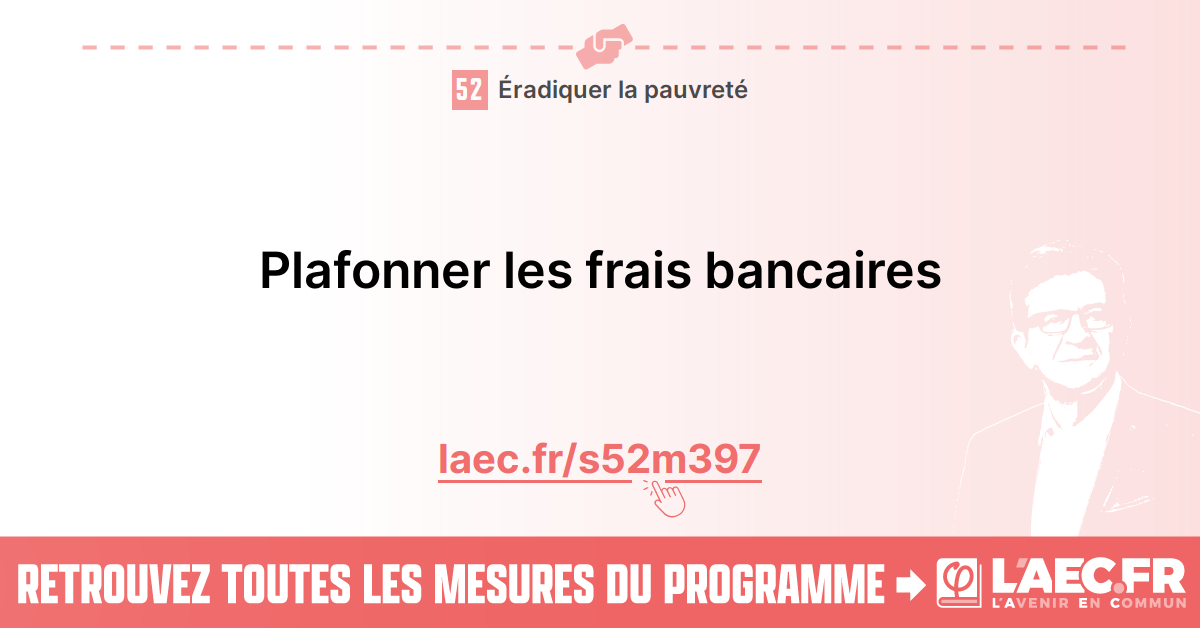 52 Éradiquer la pauvreté
Plafonner les frais bancaires
laec.fr/s52m397
RETROUVEZ TOUTES LES MESURES DU PROGRAMME
φ L'AEC.FR
L'AVENIR EN COMMUN